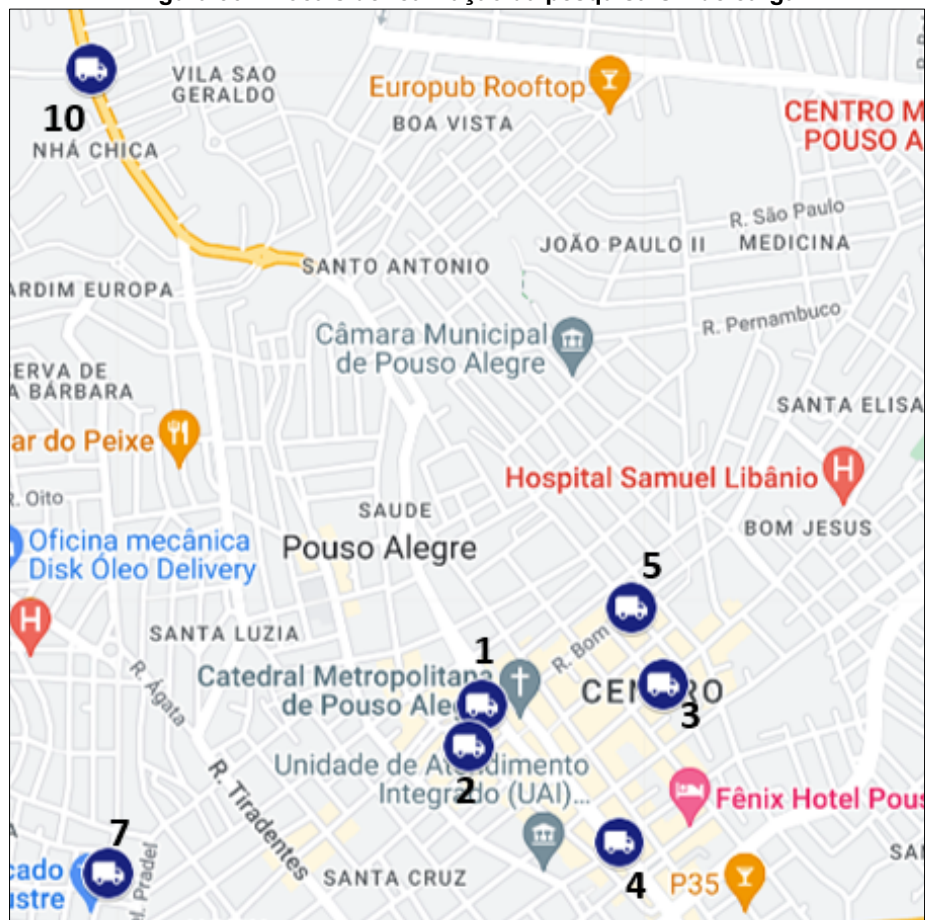 VILA SAO
GERALDO
Europub Rooftop
BOA VISTA
CENTRO M
POUSO A
10
NHÁ CHICA
R. São Paulo
JOÃO PAULO II
MEDICINA
SANTO ANTONIO
ARDIM EUROPA
R. Pernambuco
Câmara Municipal
de Pouso Alegre
ERVA DE
A BÁRBARA
SANTA ELISA
ar do Peixe
Hospital Samuel Libânio
R. Oito
SAUDE
BOM JESUS
Pouso Alegre
Oficina mecânica
Disk Óleo Delivery
5
SANTA LUZIA
1
R. Bom
Catedral Metropolitana
de Pouso Aleg
CENTRO
3
R. Ágata
2
Unidade de Atendimento
Integrado (UAI)...
Fênix Hotel Pous
R. Tiradentes
7
el. Pradel
cado
ustre
SANTA CRUZ
4
P35
SAN